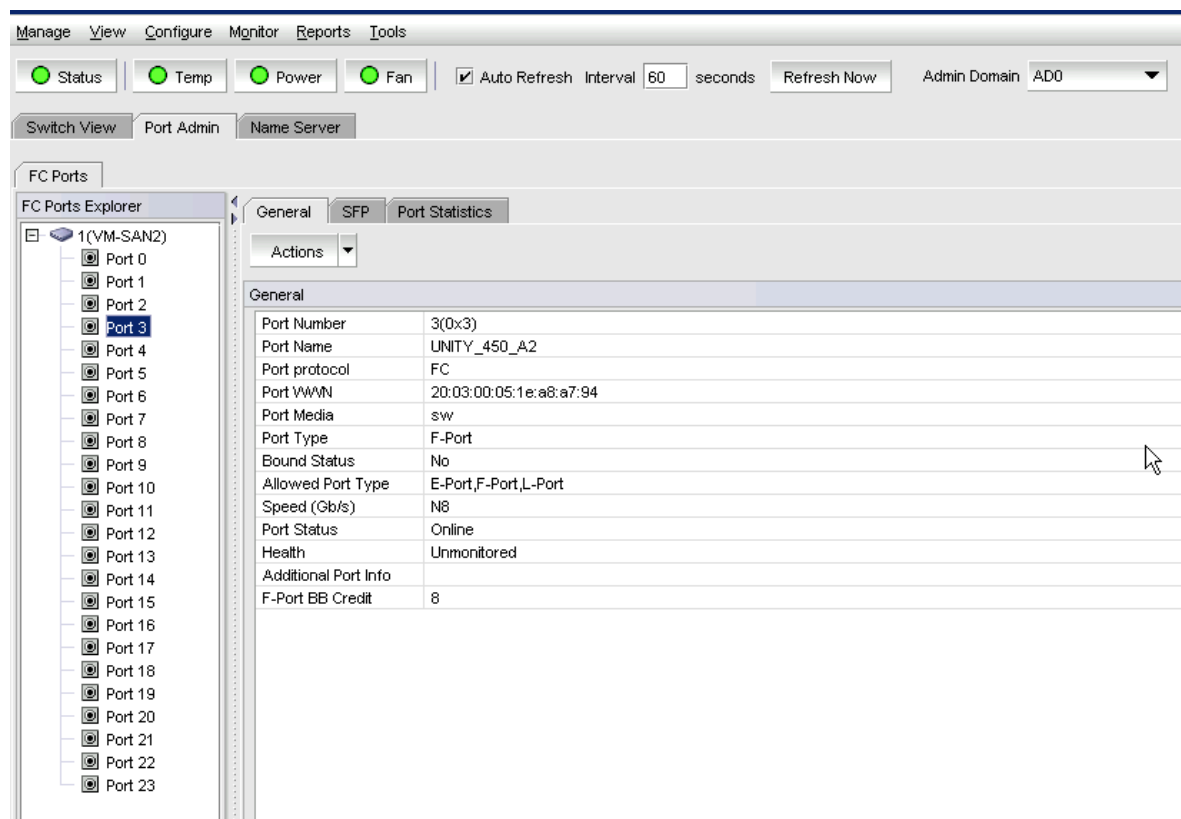 Manage View Configure Monitor Reports Tools
Status Temp Power Fan Auto Refresh Interval 60 seconds Refresh Now Admin Domain AD0
Switch View Port Admin Name Server
FC Ports
FC Ports Explorer
1(VM-SAN2)
Port 0
Port 1
Port 2
Port 3
Port 4
Port 5
Port 6
Port 7
Port 8
Port 9
Port 10
Port 11
Port 12
Port 13
Port 14
Port 15
Port 16
Port 17
Port 18
Port 19
Port 20
Port 21
Port 22
Port 23
General SFP Port Statistics
Actions
General
Port Number 3(0x3)
Port Name UNITY_450_A2
Port protocol FC
Port WWN 20:03:00:05:1e:a8:a7:94
Port Media sw
Port Type F-Port
Bound Status No
Allowed Port Type E-Port,F-Port,L-Port
Speed (Gb/s) N8
Port Status Online
Health Unmonitored
Additional Port Info
F-Port BB Credit 8